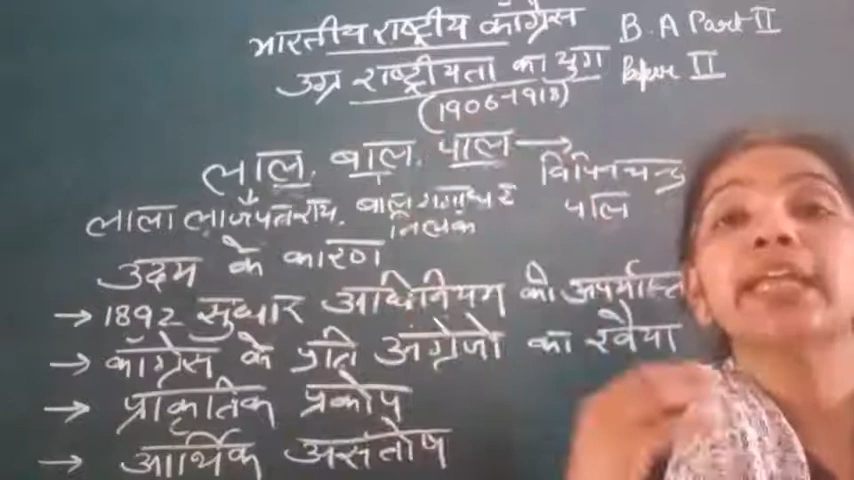 भारतीय राष्ट्रीय कॉग्रेस B.A Part-II
उग्र राष्ट्रीयता का युग Paper II
(1906-1918)
लाल, बाल, पाल → विपिनचन्द्र
लाला लाजपतराय, बाल गंगाधर पाल
तिलक
उदय के कारण
→ 1892 सुधार अधिनियम की अपर्याप्त
→ कॉग्रेस के प्रति अंग्रेजो का रवैया
→ प्राकृतिक प्रकोप
→ आर्थिक असंतोष